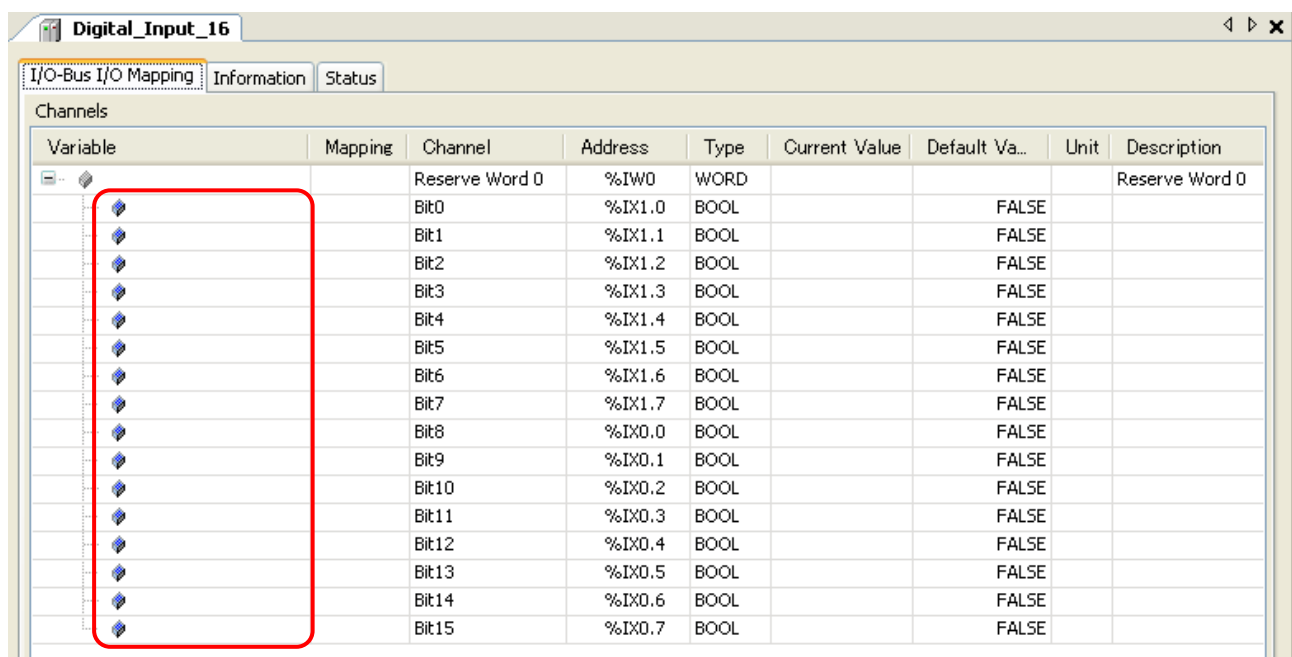 Digital_Input_16
I/O-Bus I/O Mapping Information Status
Channels
Variable Mapping Channel Address Type Current Value Default Va... Unit Description
Reserve Word 0 %IW0 WORD Reserve Word 0
Bit0 %IX1.0 BOOL FALSE
Bit1 %IX1.1 BOOL FALSE
Bit2 %IX1.2 BOOL FALSE
Bit3 %IX1.3 BOOL FALSE
Bit4 %IX1.4 BOOL FALSE
Bit5 %IX1.5 BOOL FALSE
Bit6 %IX1.6 BOOL FALSE
Bit7 %IX1.7 BOOL FALSE
Bit8 %IX0.0 BOOL FALSE
Bit9 %IX0.1 BOOL FALSE
Bit10 %IX0.2 BOOL FALSE
Bit11 %IX0.3 BOOL FALSE
Bit12 %IX0.4 BOOL FALSE
Bit13 %IX0.5 BOOL FALSE
Bit14 %IX0.6 BOOL FALSE
Bit15 %IX0.7 BOOL FALSE